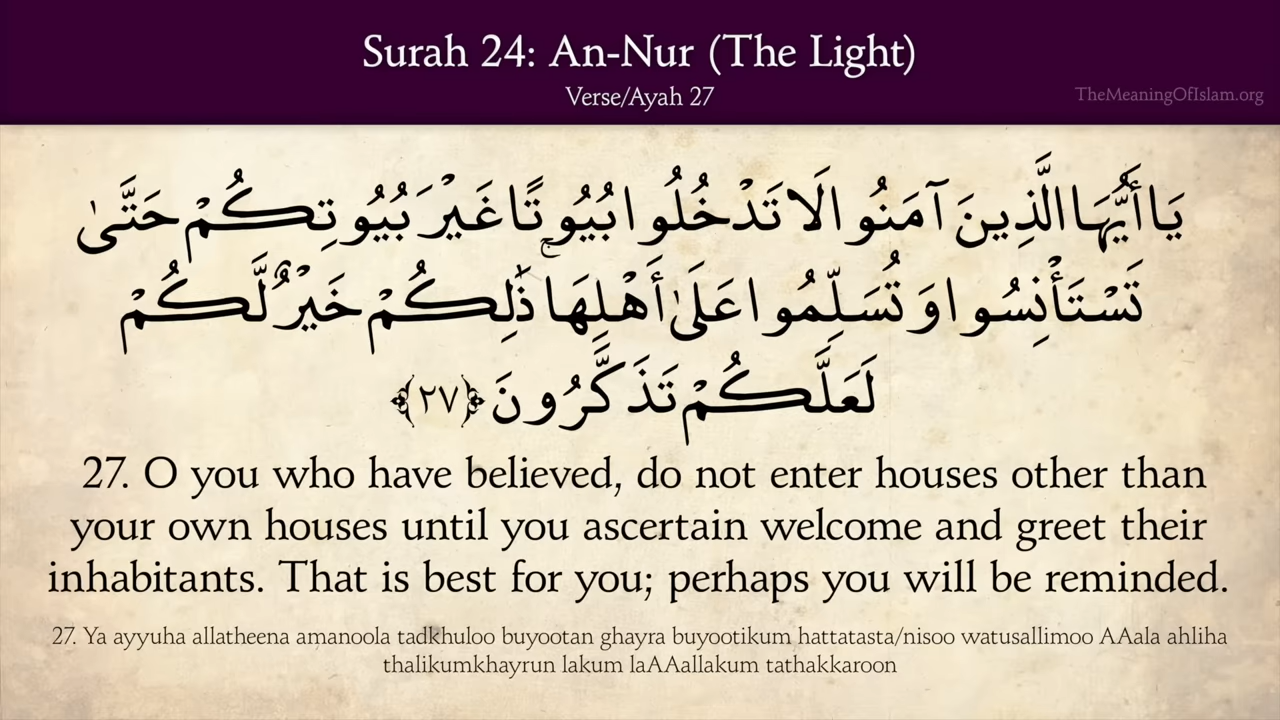 Surah 24: An-Nur (The Light)
Verse/Ayah 27
TheMeaningOfIslam.org
يَا أَيُّهَا الَّذِينَ آمَنُوا لَا تَدْخُلُوا بُيُوتًا غَيْرَ بُيُوتِكُمْ حَتَّىٰ
تَسْتَأْنِسُوا وَتُسَلِّمُوا عَلَىٰ أَهْلِهَا ۚ ذَٰلِكُمْ خَيْرٌ لَّكُمْ
لَعَلَّكُمْ تَذَكَّرُونَ ﴿٢٧﴾
27. O you who have believed, do not enter houses other than
your own houses until you ascertain welcome and greet their
inhabitants. That is best for you; perhaps you will be reminded.
27. Ya ayyuha allatheena amanoola tadkhuloo buyootan ghayra buyootikum hattatasta/nisoo watusallimoo AAala ahliha
thalikumkhayrun lakum laAAallakum tathakkaroon